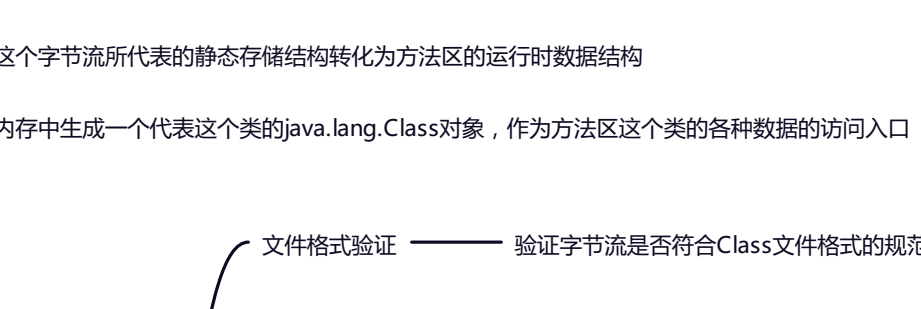 这个字节流所代表的静态存储结构转化为方法区的运行时数据结构
内存中生成一个代表这个类的java.lang.Class对象，作为方法区这个类的各种数据的访问入口
文件格式验证
验证字节流是否符合Class文件格式的规范